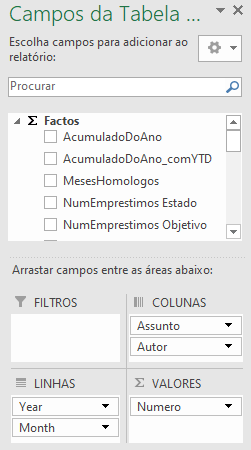 Campos da Tabela ...
Escolha campos para adicionar ao
relatório:
Procurar
Σ Factos
AcumuladoDoAno
AcumuladoDoAno_comYTD
MesesHomologos
NumEmprestimos Estado
NumEmprestimos Objetivo
Arrastar campos entre as áreas abaixo:
FILTROS
COLUNAS
Assunto
Autor
LINHAS
Year
Month
Σ VALORES
Numero